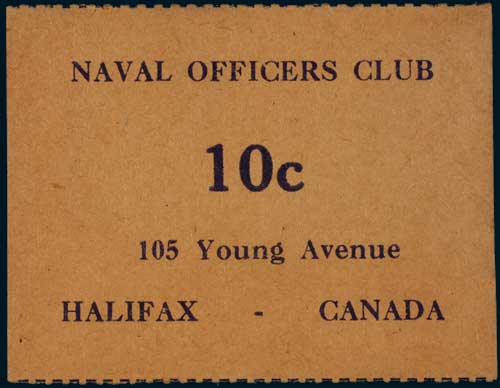 NAVAL OFFICERS CLUB
10c
105 Young Avenue
HALIFAX - CANADA